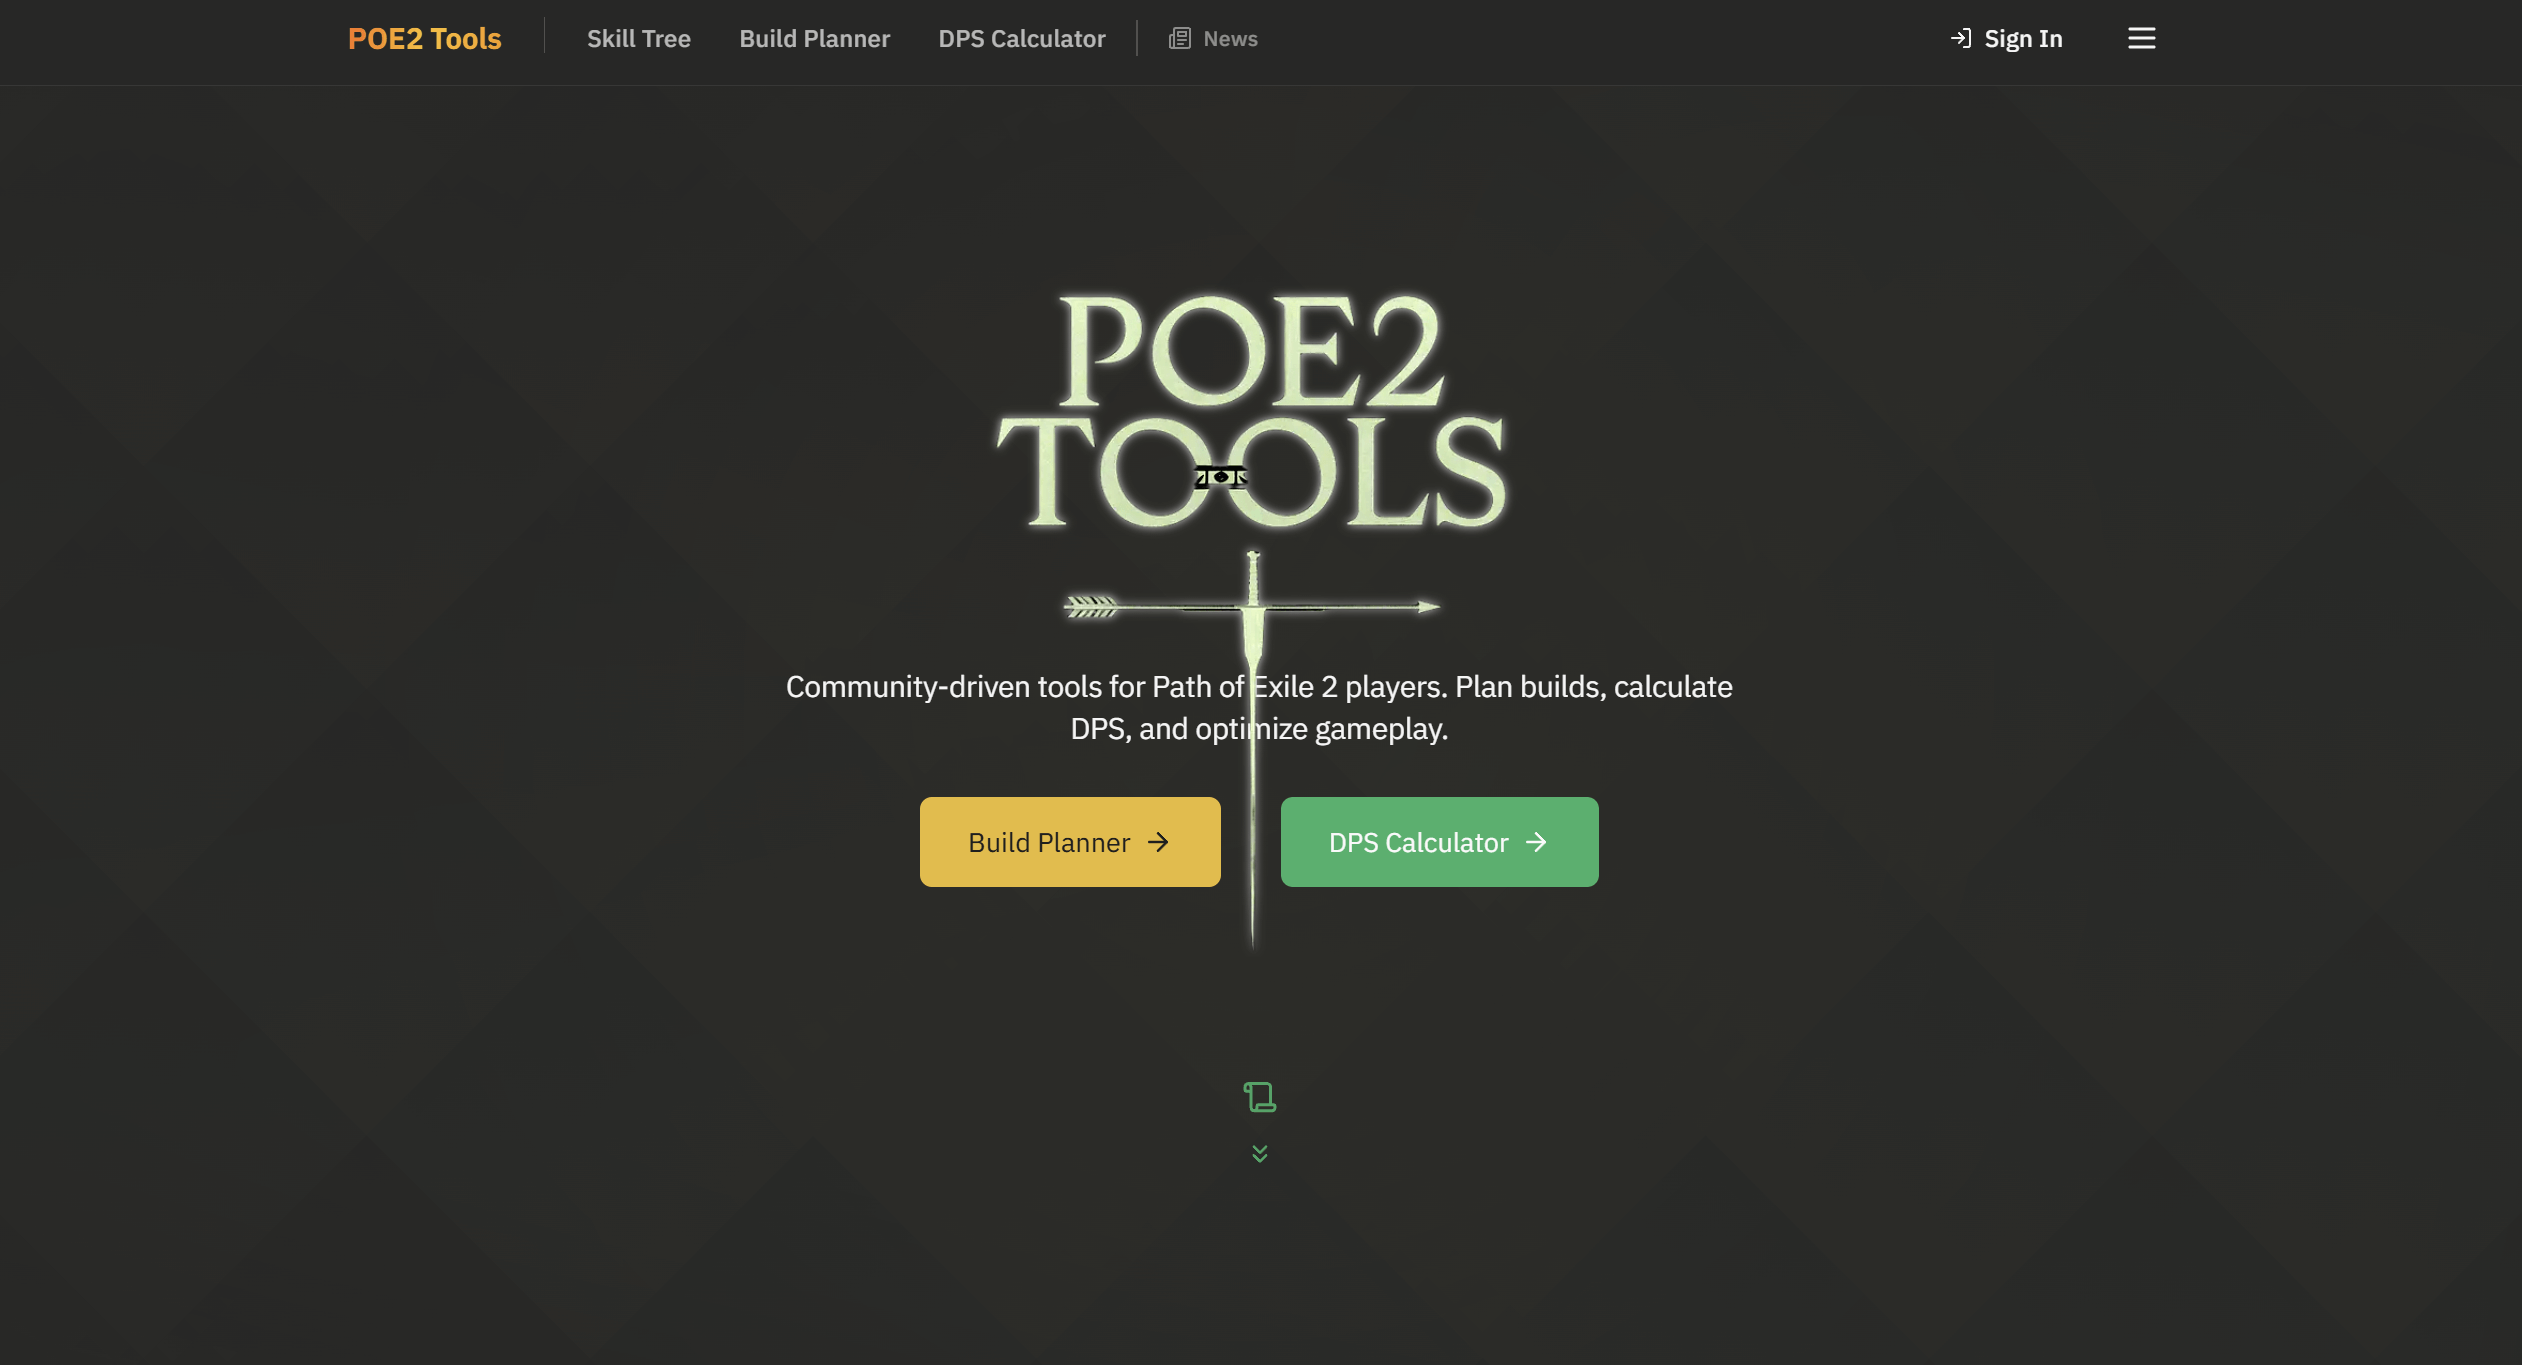 POE2 Tools
Skill Tree
Build Planner
DPS Calculator
News
Sign In
POE2
TOOLS
Community-driven tools for Path of Exile 2 players. Plan builds, calculate
DPS, and optimize gameplay.
Build Planner
DPS Calculator